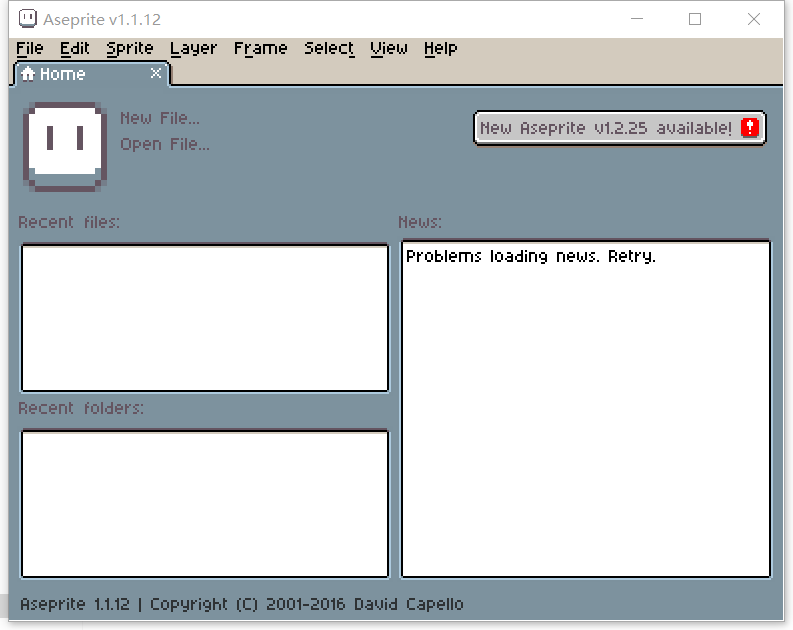 Aseprite v1.1.12
File Edit Sprite Layer Frame Select View Help
Home
New File...
Open File...
New Aseprite v1.2.25 available!
Recent files:
News:
Problems loading news. Retry.
Recent folders:
Aseprite 1.1.12 | Copyright (C) 2001-2016 David Capello